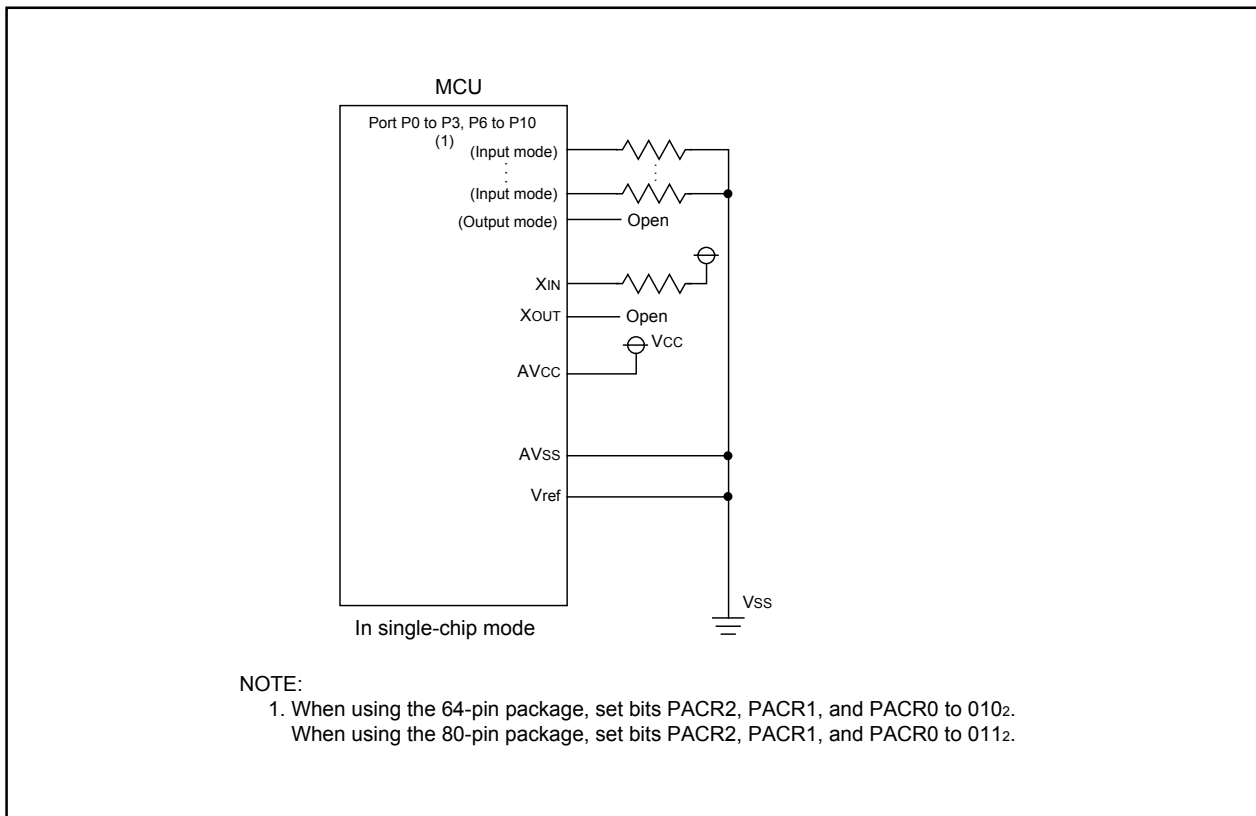 MCU
Port P0 to P3, P6 to P10
(1)
(Input mode)
(Input mode)
(Output mode)
Open
XIN
XOUT
Open
VCC
AVCC
AVSS
Vref
VSS
In single-chip mode
NOTE:
1. When using the 64-pin package, set bits PACR2, PACR1, and PACR0 to 0102.
When using the 80-pin package, set bits PACR2, PACR1, and PACR0 to 0112.